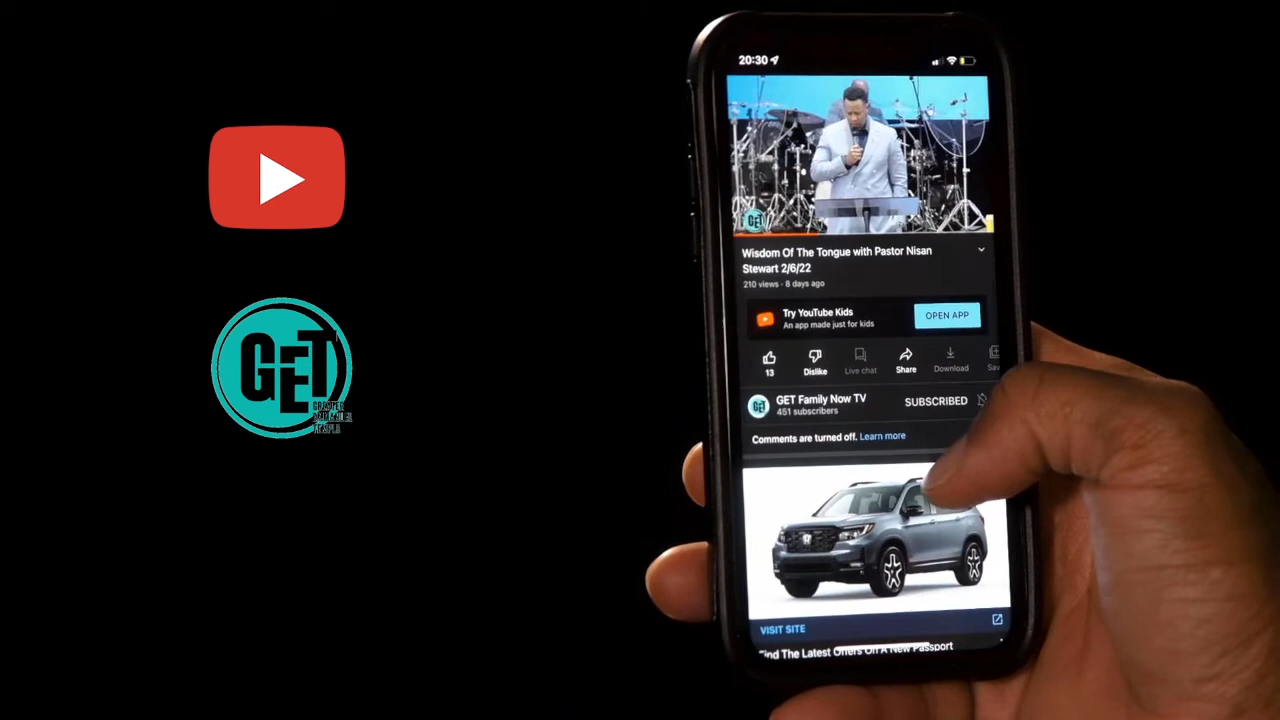 GET
20:30
GET
Wisdom Of The Tongue with Pastor Nisan
Stewart 2/6/22
210 views · 8 days ago
Try YouTube Kids
An app made just for kids
OPEN APP
13
Dislike
Live chat
Share
Download
GET
GET Family Now TV
451 subscribers
SUBSCRIBED
Comments are turned off. Learn more
VISIT SITE
Find The Latest Offers On A New Passport